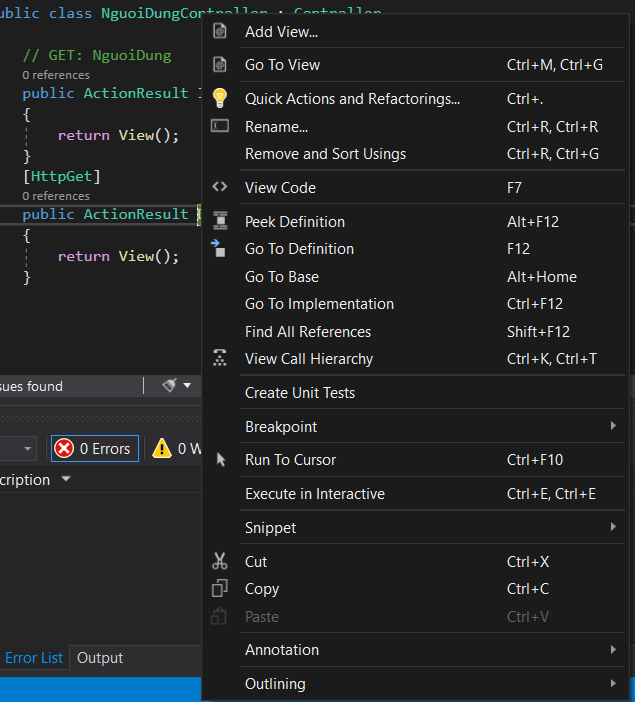 public class NguoiDungController : Controller
// GET: NguoiDung
0 references
public ActionResult
{
return View();
}
[HttpGet]
0 references
public ActionResult
{
return View();
}
sues found
0 Errors
0 W
cription
Error List
Output
Add View...
Go To View Ctrl+M, Ctrl+G
Quick Actions and Refactorings... Ctrl+.
Rename... Ctrl+R, Ctrl+R
Remove and Sort Usings Ctrl+R, Ctrl+G
View Code F7
Peek Definition Alt+F12
Go To Definition F12
Go To Base Alt+Home
Go To Implementation Ctrl+F12
Find All References Shift+F12
View Call Hierarchy Ctrl+K, Ctrl+T
Create Unit Tests
Breakpoint
Run To Cursor Ctrl+F10
Execute in Interactive Ctrl+E, Ctrl+E
Snippet
Cut Ctrl+X
Copy Ctrl+C
Paste Ctrl+V
Annotation
Outlining